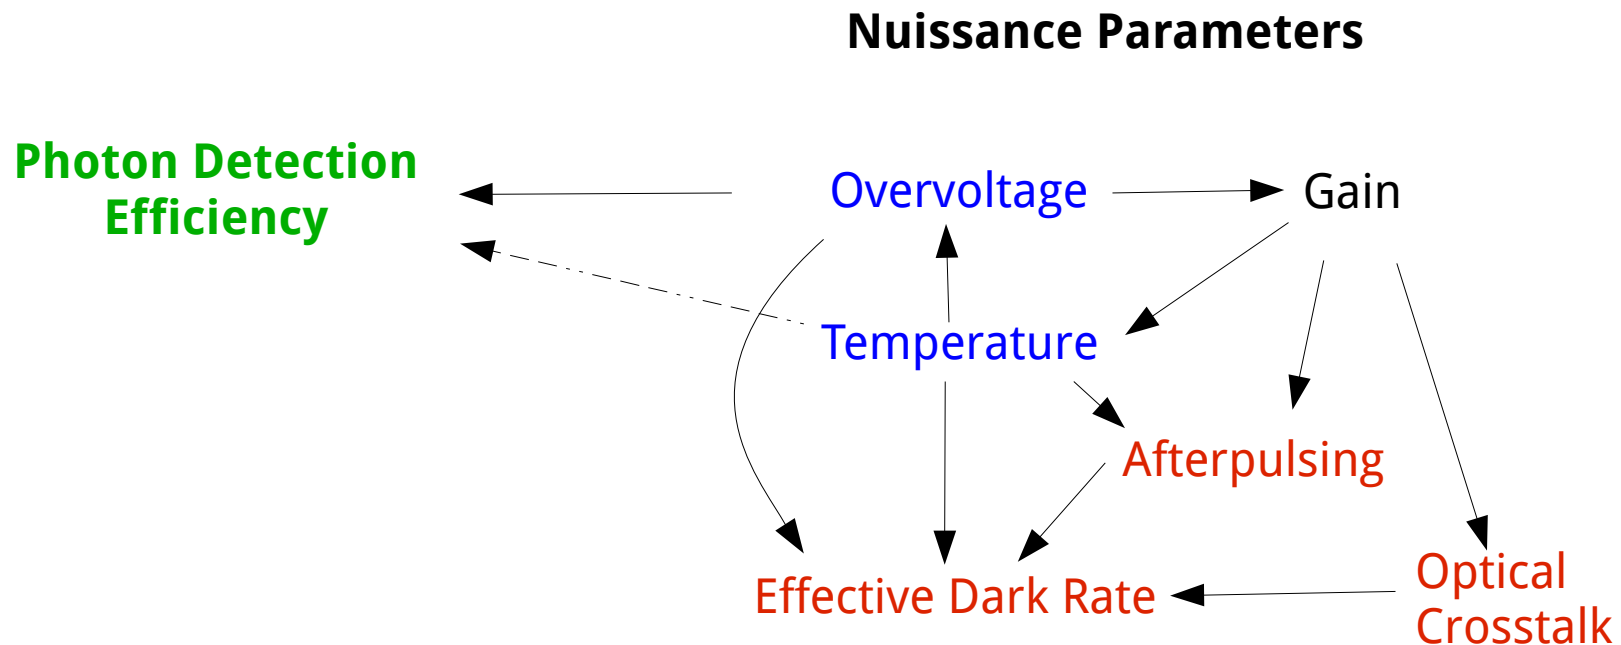 Nuissance Parameters
Photon Detection
Efficiency
Overvoltage
Gain
Temperature
Afterpulsing
Effective Dark Rate
Optical
Crosstalk